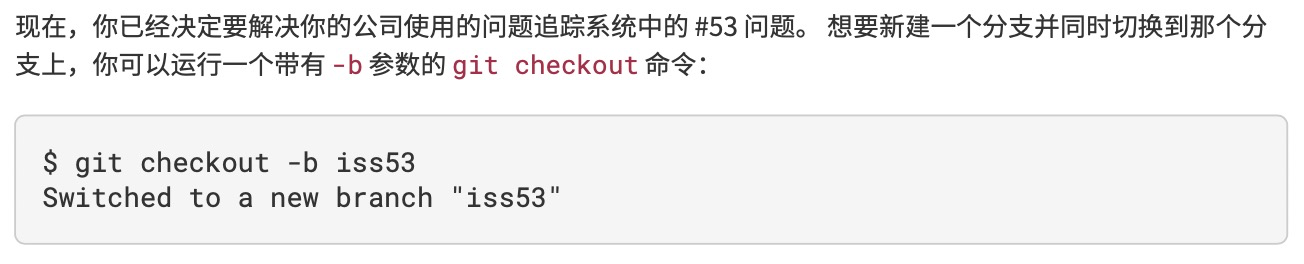 现在，你已经决定要解决你的公司使用的问题追踪系统中的 #53 问题。 想要新建一个分支并同时切换到那个分
支上，你可以运行一个带有 -b 参数的 git checkout 命令：
$ git checkout -b iss53
Switched to a new branch "iss53"